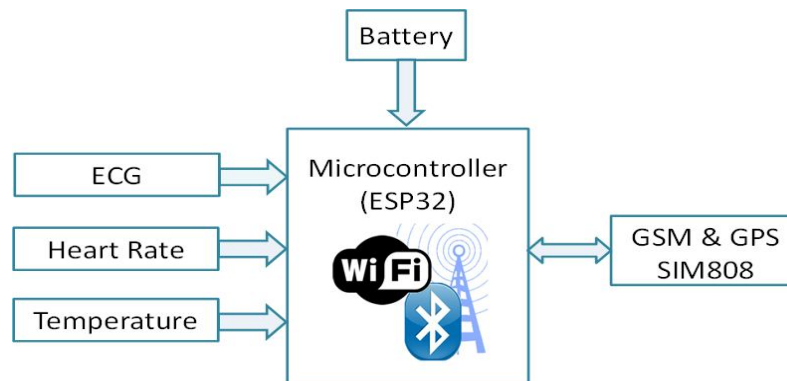 Battery
Microcontroller
(ESP32)
ECG
Heart Rate
Temperature
WiFi
GSM & GPS
SIM808